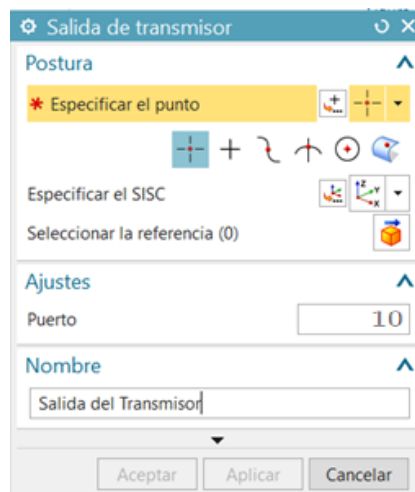 Salida de transmisor
Postura
* Especificar el punto
Especificar el SISC
Seleccionar la referencia (0)
Ajustes
Puerto 10
Nombre
Salida del Transmisor
Aceptar Aplicar Cancelar